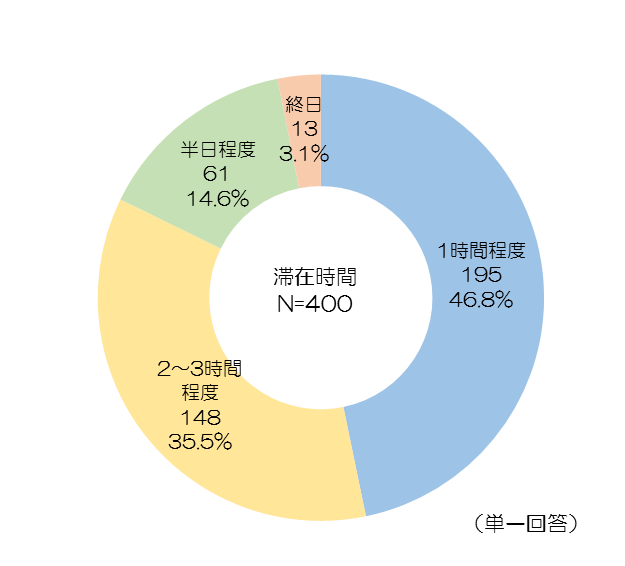 終日
13
3.1%
半日程度
61
14.6%
1時間程度
195
46.8%
滞在時間
N=400
2～3時間
程度
148
35.5%
（単一回答）